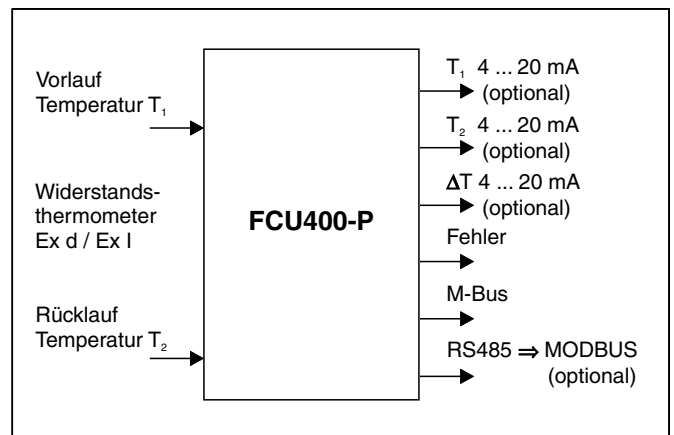 Vorlauf
Temperatur T₁
Widerstands-
thermometer
Ex d / Ex I
Rücklauf
Temperatur T₂
FCU400-P
T₁ 4 ... 20 mA
(optional)
T₂ 4 ... 20 mA
(optional)
ΔT 4 ... 20 mA
(optional)
Fehler
M-Bus
RS485 ⇒ MODBUS
(optional)